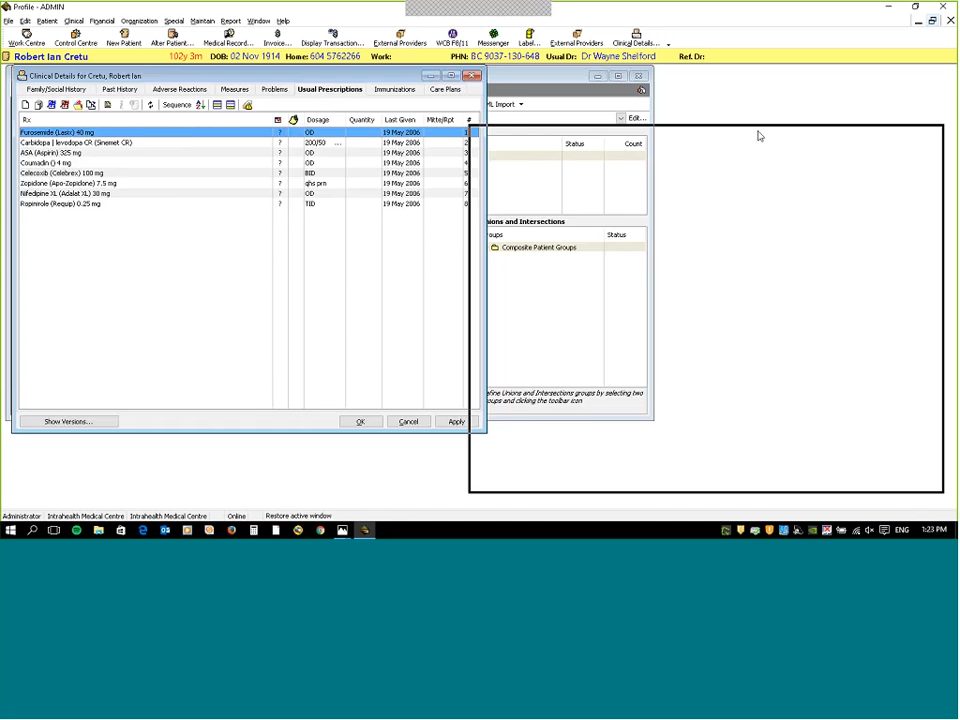 Profile - ADMIN
File Edit Patient Clinical Financial Organization Special Maintain Report Window Help
Work Centre Control Centre New Patient Alter Patient... Medical Record... Invoice... Display Transaction... External Providers WCB F8/11 Messenger Label... External Providers Clinical Details...
Robert Ian Cretu 102y 3m DOB: 02 Nov 1914 Home: 604 5762266 Work: PHN: BC 9037-130-648 Usual Dr: Dr Wayne Shelford Ref. Dr:
Clinical Details for Cretu, Robert Ian
Family/Social History Past History Adverse Reactions Measures Problems Usual Prescriptions Immunizations Care Plans
Sequence
Rx Dosage Quantity Last Given Mitte/Rpt #
Furosemide (Lasix) 40 mg ? OD 19 May 2006 1
Carbidopa | levodopa CR (Sinemet CR) ? 200/50 ... 19 May 2006 2
ASA (Aspirin) 325 mg ? OD 19 May 2006 3
Coumadin () 4 mg ? OD 19 May 2006 4
Celecoxib (Celebrex) 100 mg ? BID 19 May 2006 5
Zopidone (Apo-Zopidone) 7.5 mg ? qhs prn 19 May 2006 6
Nifedpine XL (Adalat XL) 30 mg ? OD 19 May 2006 7
Ropinirole (Requip) 0.25 mg ? TID 19 May 2006 8
Show Versions... OK Cancel Apply
ML Import
Edit...
Status Count
nions and Intersections
oups Status
Composite Patient Groups
efine Unions and Intersections groups by selecting two
oups and clicking the toolbar icon
Administrator Intrahealth Medical Centre Intrahealth Medical Centre Online Restore active window
ENG 1:23 PM